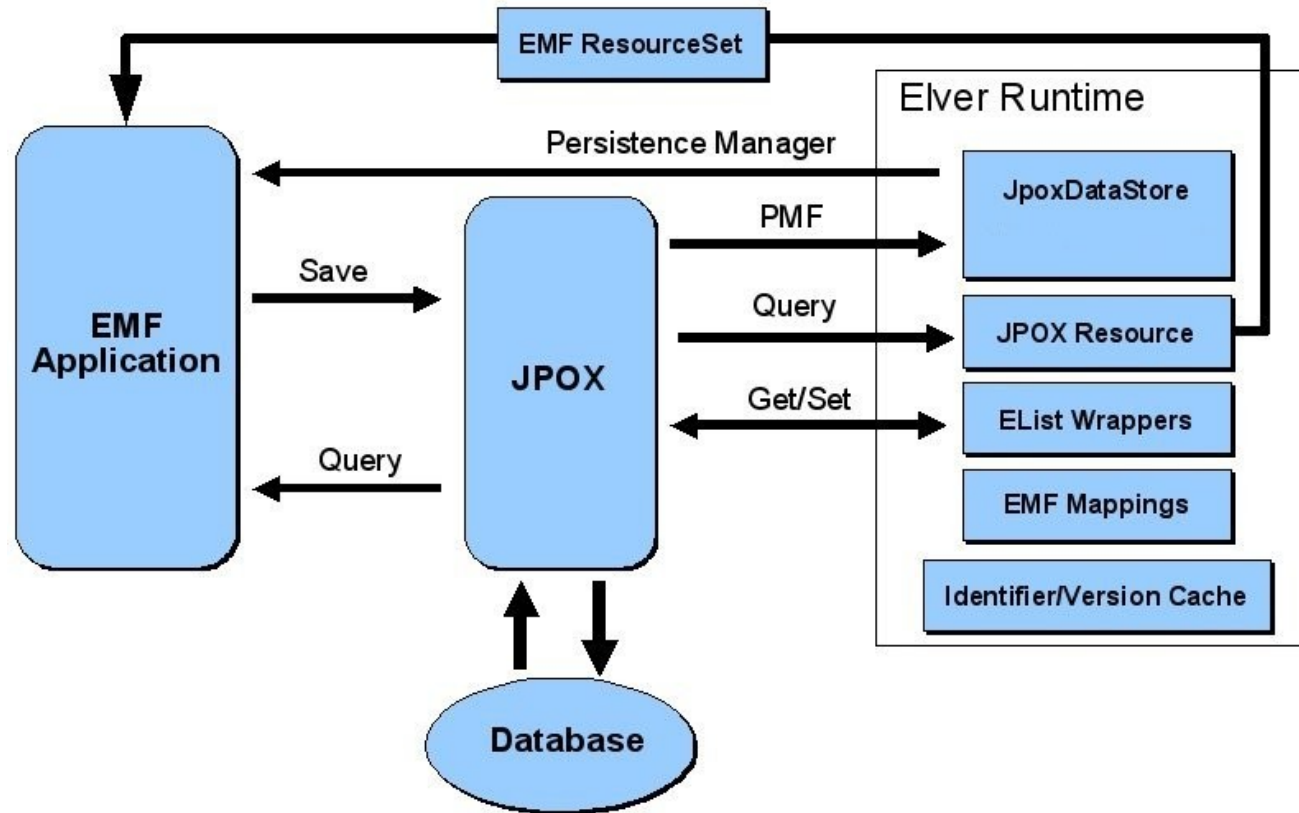 EMF ResourceSet
Elver Runtime
Persistence Manager
JpoxDataStore
PMF
Save
Query
EMF
Application
JPOX
JPOX Resource
Get/Set
EList Wrappers
Query
EMF Mappings
Identifier/Version Cache
Database